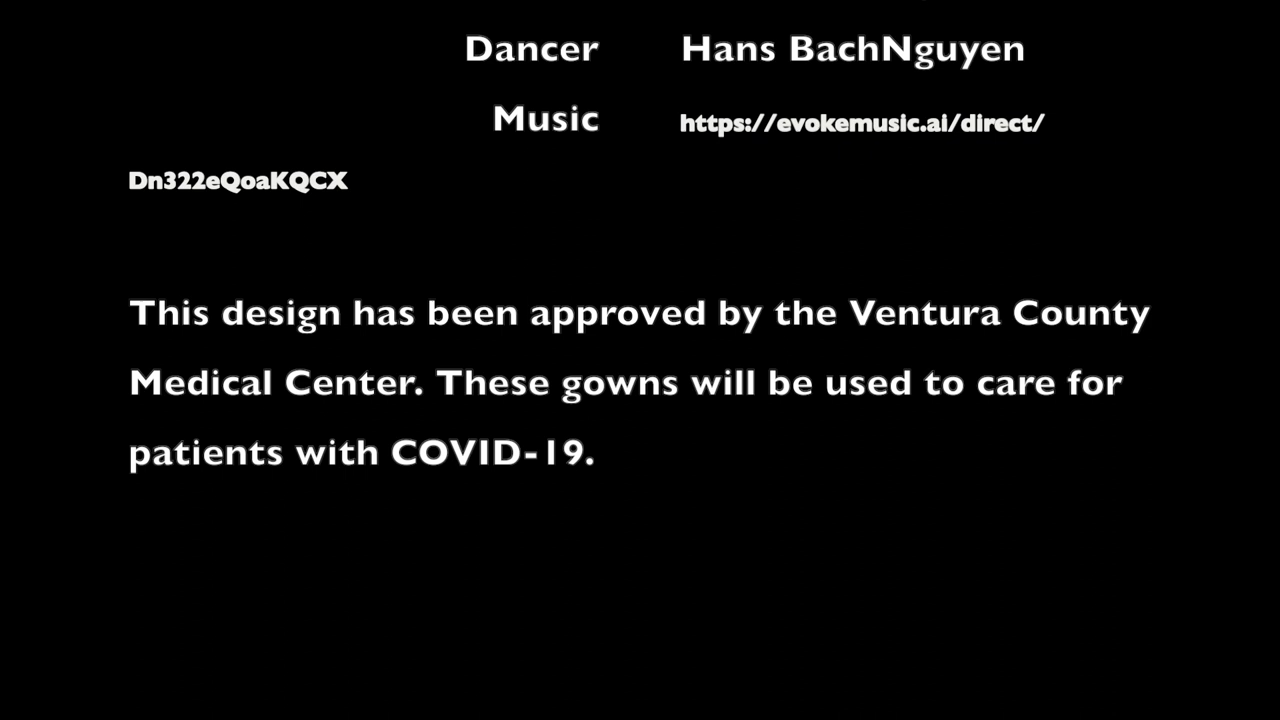 Dancer Hans BachNguyen
Music https://evokemusic.ai/direct/
Dn322eQoaKQCX
This design has been approved by the Ventura County
Medical Center. These gowns will be used to care for
patients with COVID-19.